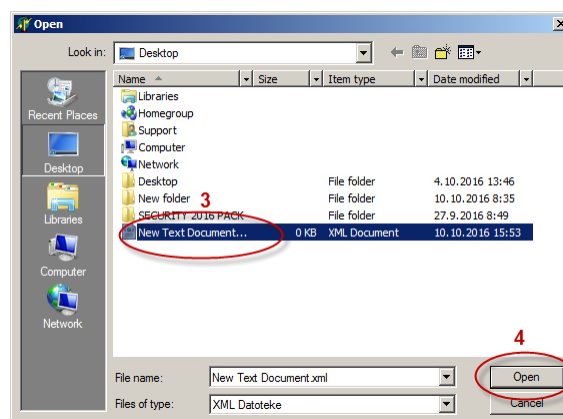 Open
Look in: Desktop
Name Size Item type Date modified
Libraries
Homegroup
Support
Computer
Network
Desktop File folder 4.10.2016 13:46
New folder File folder 10.10.2016 8:35
3
SECURITY 2016 PACK File folder 27.9.2016 8:49
New Text Document... 0 KB XML Document 10.10.2016 15:53
Recent Places
Desktop
Libraries
Computer
Network
4
File name: New Text Document.xml Open
Files of type: XML Datoteke Cancel